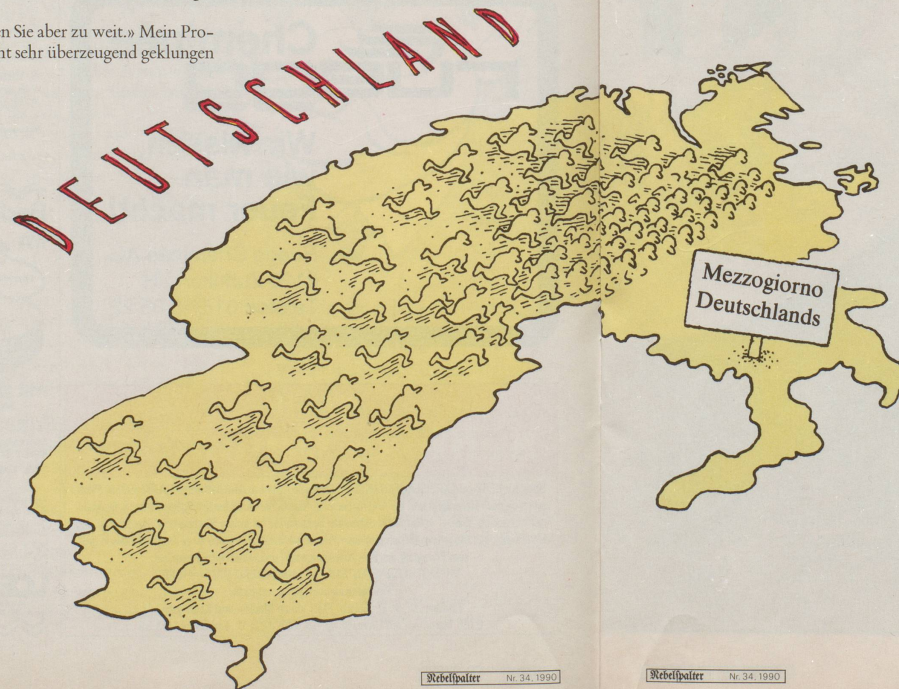 en Sie aber zu weit.» Mein Pro-
nt sehr überzeugend geklungen
DEUTSCHLAND
Mezzogiorno
Deutschlands
Nebelspalter Nr. 34, 1990
Nebelspalter Nr. 34, 1990